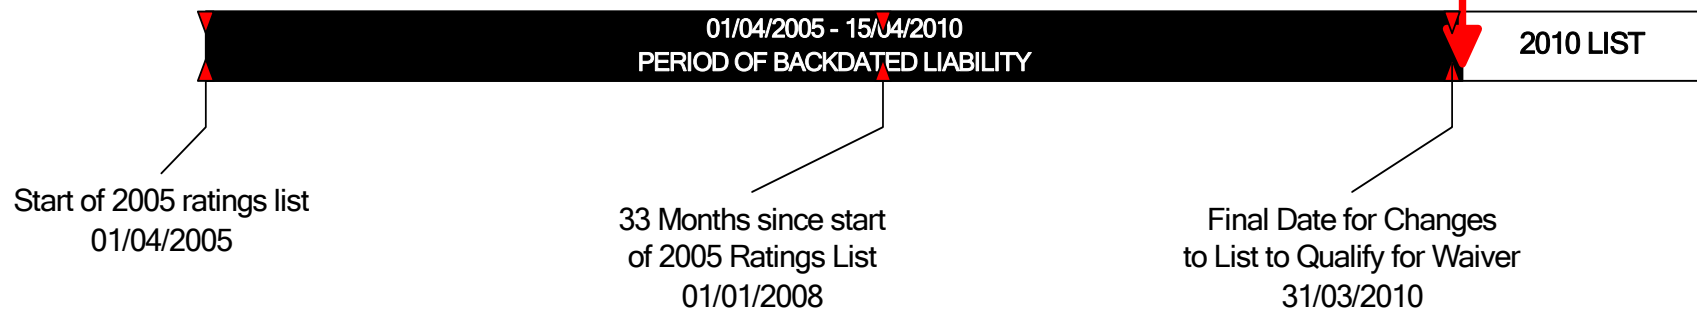 01/04/2005 - 15/04/2010
PERIOD OF BACKDATED LIABILITY
2010 LIST
Start of 2005 ratings list
01/04/2005
33 Months since start
of 2005 Ratings List
01/01/2008
Final Date for Changes
to List to Qualify for Waiver
31/03/2010